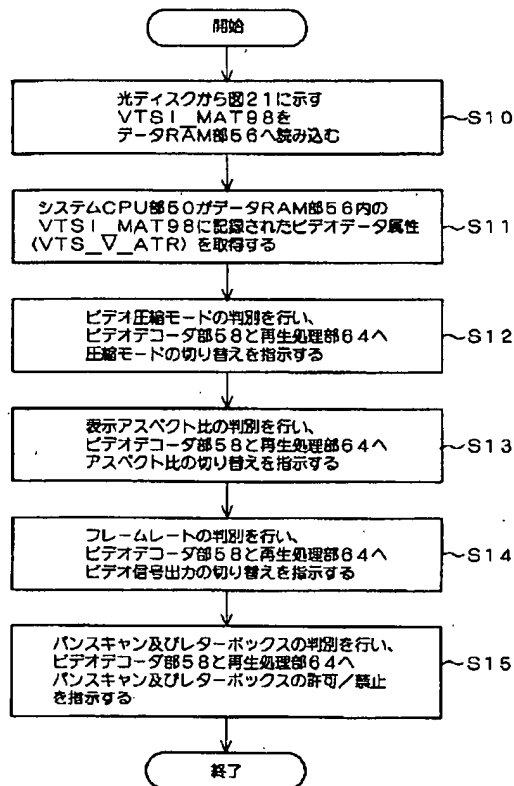 開始
光ディスクから図21に示す
VTSI_MAT98を
データRAM部56へ読み込む
~S10
システムCPU部50がデータRAM部56内の
VTSI_MAT98に記録されたビデオデータ属性
(VTS_V_ATR)を取得する
~S11
ビデオ圧縮モードの判別を行い、
ビデオデコーダ部58と再生処理部64へ
圧縮モードの切り替えを指示する
~S12
表示アスペクト比の判別を行い、
ビデオデコーダ部58と再生処理部64へ
アスペクト比の切り替えを指示する
~S13
フレームレートの判別を行い、
ビデオデコーダ部58と再生処理部64へ
ビデオ信号出力の切り替えを指示する
~S14
パンスキャン及びレターボックスの判別を行い、
ビデオデコーダ部58と再生処理部64へ
パンスキャン及びレターボックスの許可/禁止
を指示する
~S15
終了